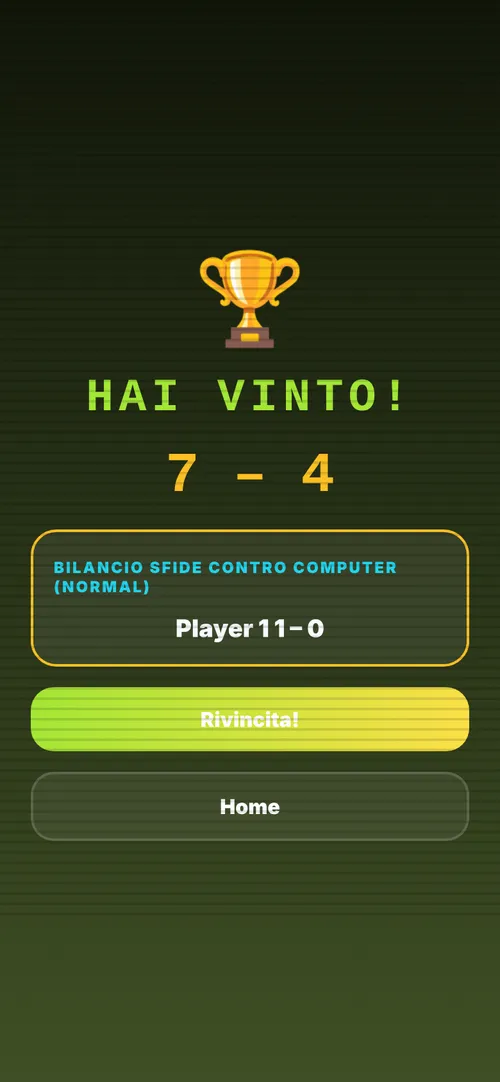 HAI VINTO!
7 – 4
BILANCIO SFIDE CONTRO COMPUTER
(NORMAL)
Player 11–0
Rivincita!
Home